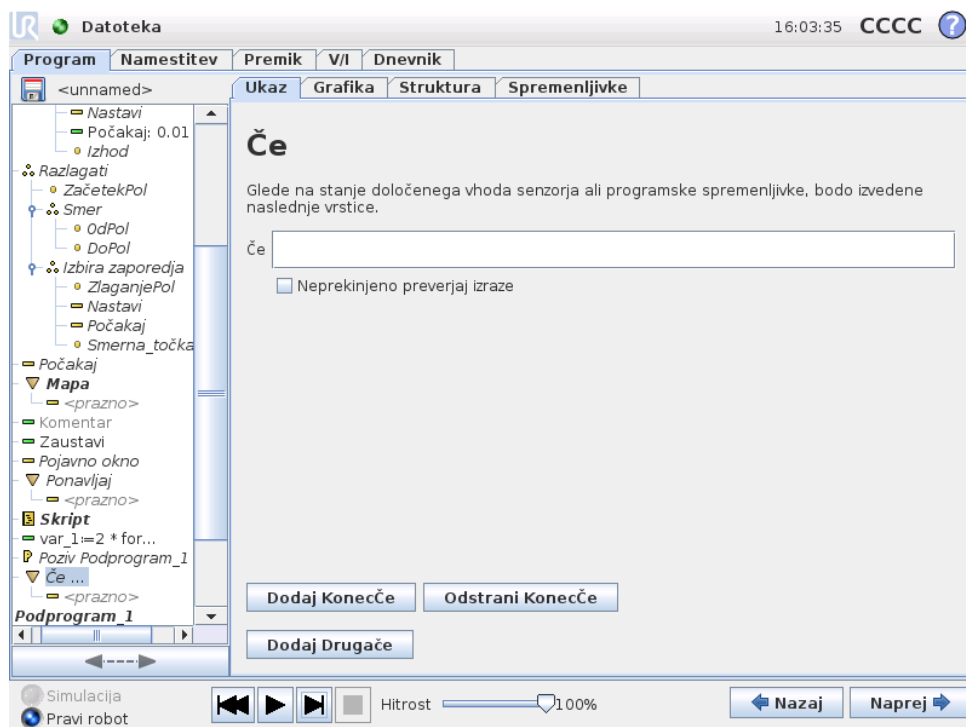 UR Datoteka 16:03:35 CCCC ?
Program Namestitev Premik V/I Dnevnik
<unnamed>
Ukaz Grafika Struktura Spremenljivke
Nastavi
Počakaj: 0.01
Izhod
Razlagati
ZačetekPol
Smer
OdPol
DoPol
Izbira zaporedja
ZlaganjePol
Nastavi
Počakaj
Smerna_točka
Počakaj
Mapa
<prazno>
Komentar
Zaustavi
Pojavno okno
Ponavljaj
<prazno>
Skript
var_1:=2 * for...
Poziv Podprogram_1
Če ...
<prazno>
Podprogram_1
Če
Glede na stanje določenega vhoda senzorja ali programske spremenljivke, bodo izvedene
naslednje vrstice.
Če
Neprekinjeno preverjaj izraze
Dodaj KonecČe Odstrani KonecČe
Dodaj Drugače
Simulacija
Pravi robot
Hitrost 100%
Nazaj Naprej